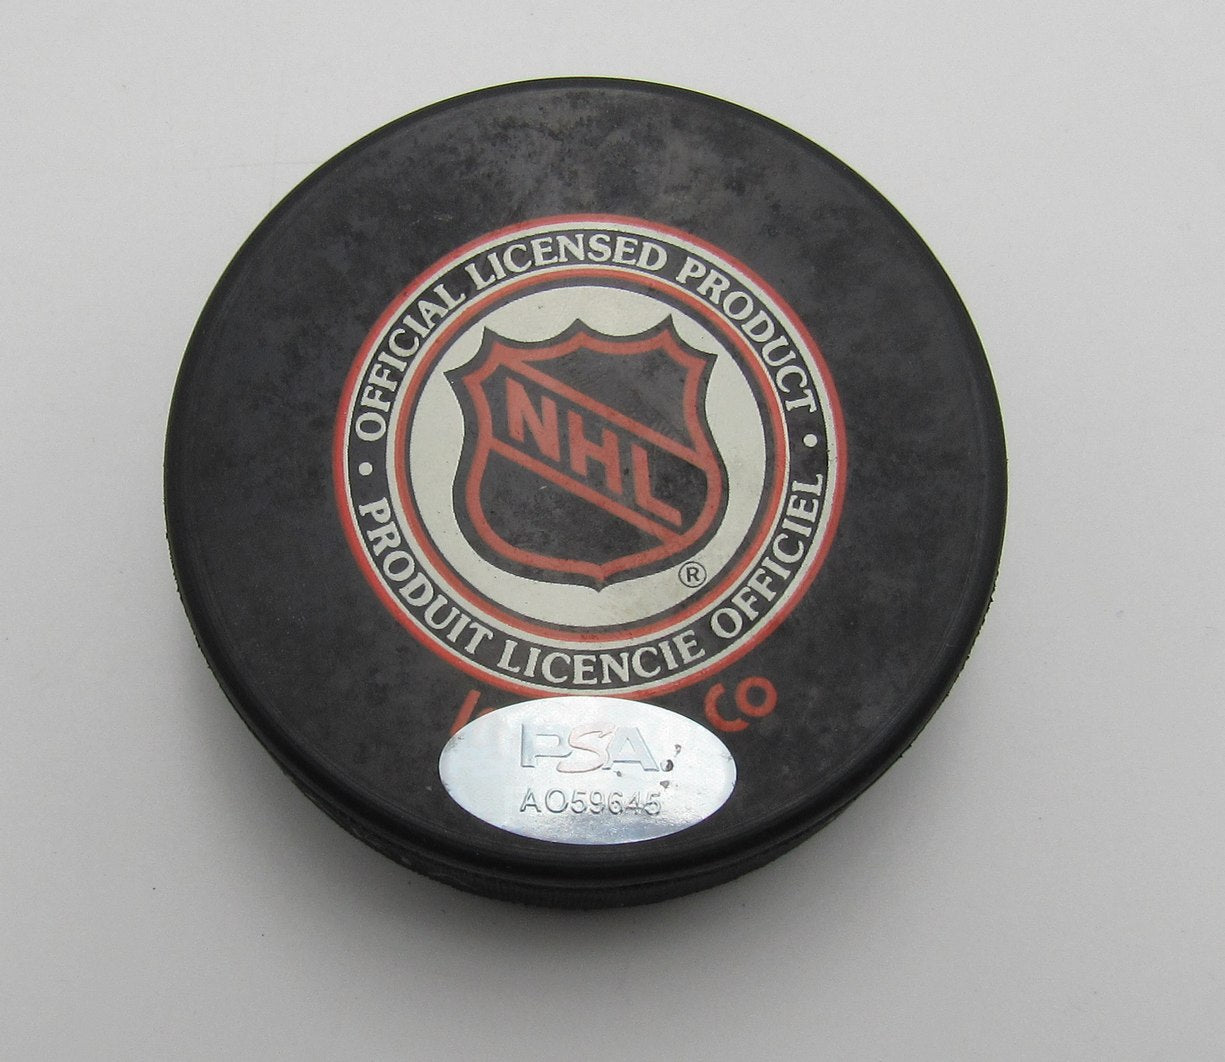 • OFFICIAL LICENSED PRODUCT •
NHL
®
PRODUIT LICENCIE OFFICIEL
Co
PSA
AO59645